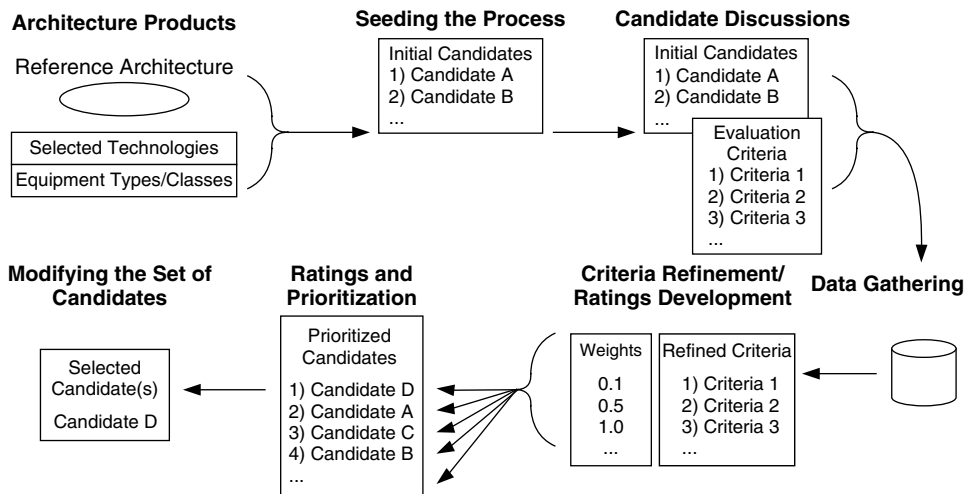 Architecture Products
Reference Architecture
Selected Technologies
Equipment Types/Classes
Seeding the Process
Initial Candidates
1) Candidate A
2) Candidate B
...
Candidate Discussions
Initial Candidates
1) Candidate A
2) Candidate B
...
Evaluation
Criteria
1) Criteria 1
2) Criteria 2
3) Criteria 3
...
Data Gathering
Criteria Refinement/
Ratings Development
Weights
0.1
0.5
1.0
...
Refined Criteria
1) Criteria 1
2) Criteria 2
3) Criteria 3
...
Ratings and
Prioritization
Prioritized
Candidates
1) Candidate D
2) Candidate A
3) Candidate C
4) Candidate B
...
Modifying the Set of
Candidates
Selected
Candidate(s)
Candidate D